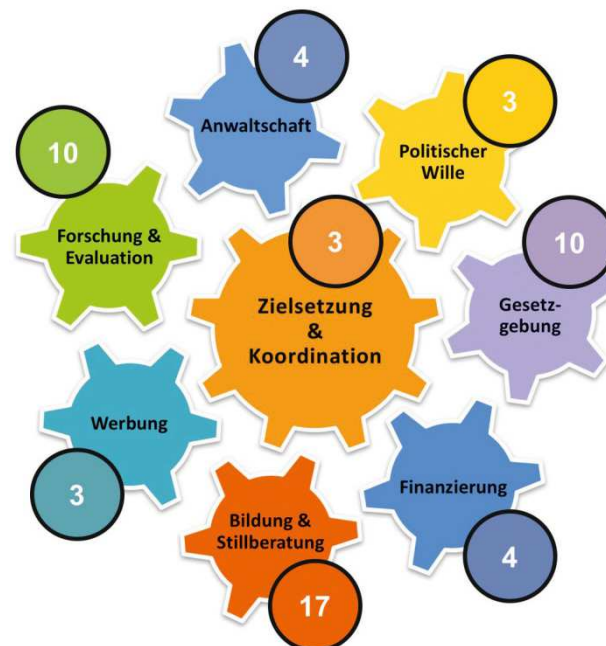 4
Anwaltschaft
3
Politischer
Wille
10
Forschung &
Evaluation
3
Zielsetzung
&
Koordination
10
Gesetz-
gebung
Werbung
3
Finanzierung
4
Bildung &
Stillberatung
17